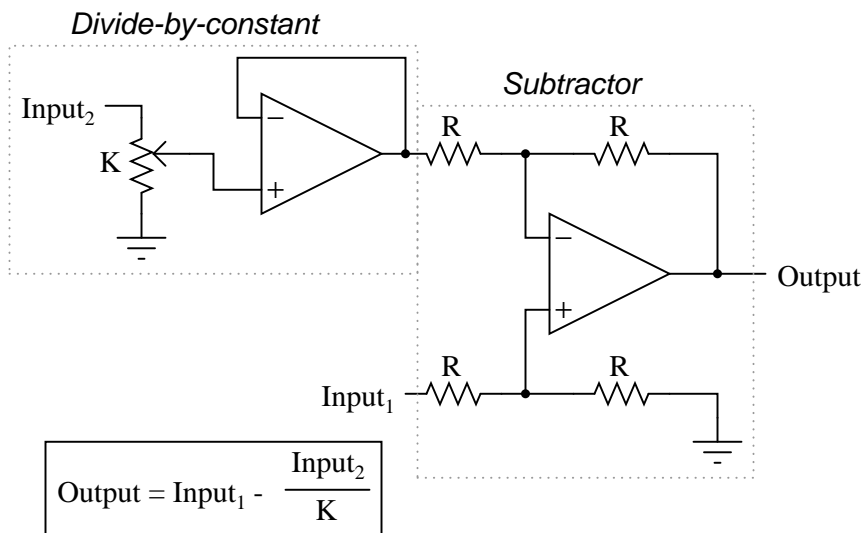 Divide-by-constant
Subtractor
Input₂
K
−
+
R
R
−
+
Output
R
R
Input₁
Output = Input₁ - Input₂
K